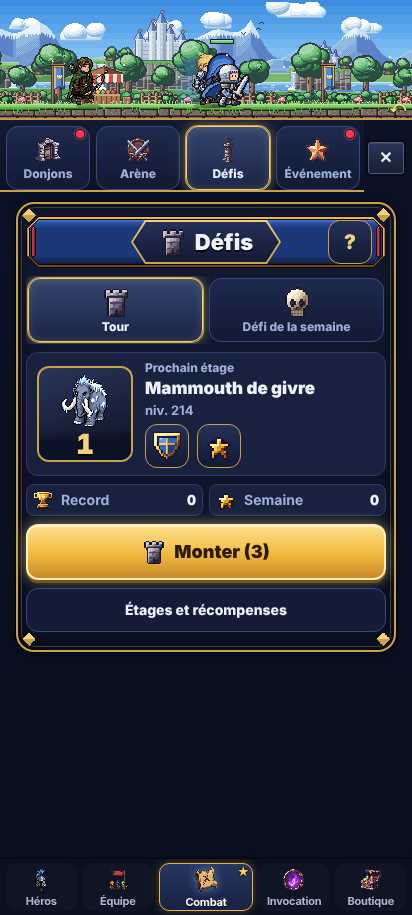 Donjons
Arène
Défis
Événement
×
Défis
?
Tour
Défi de la semaine
Prochain étage
Mammouth de givre
niv. 214
1
Record
0
Semaine
0
Monter (3)
Étages et récompenses
Héros
Équipe
Combat
Invocation
Boutique